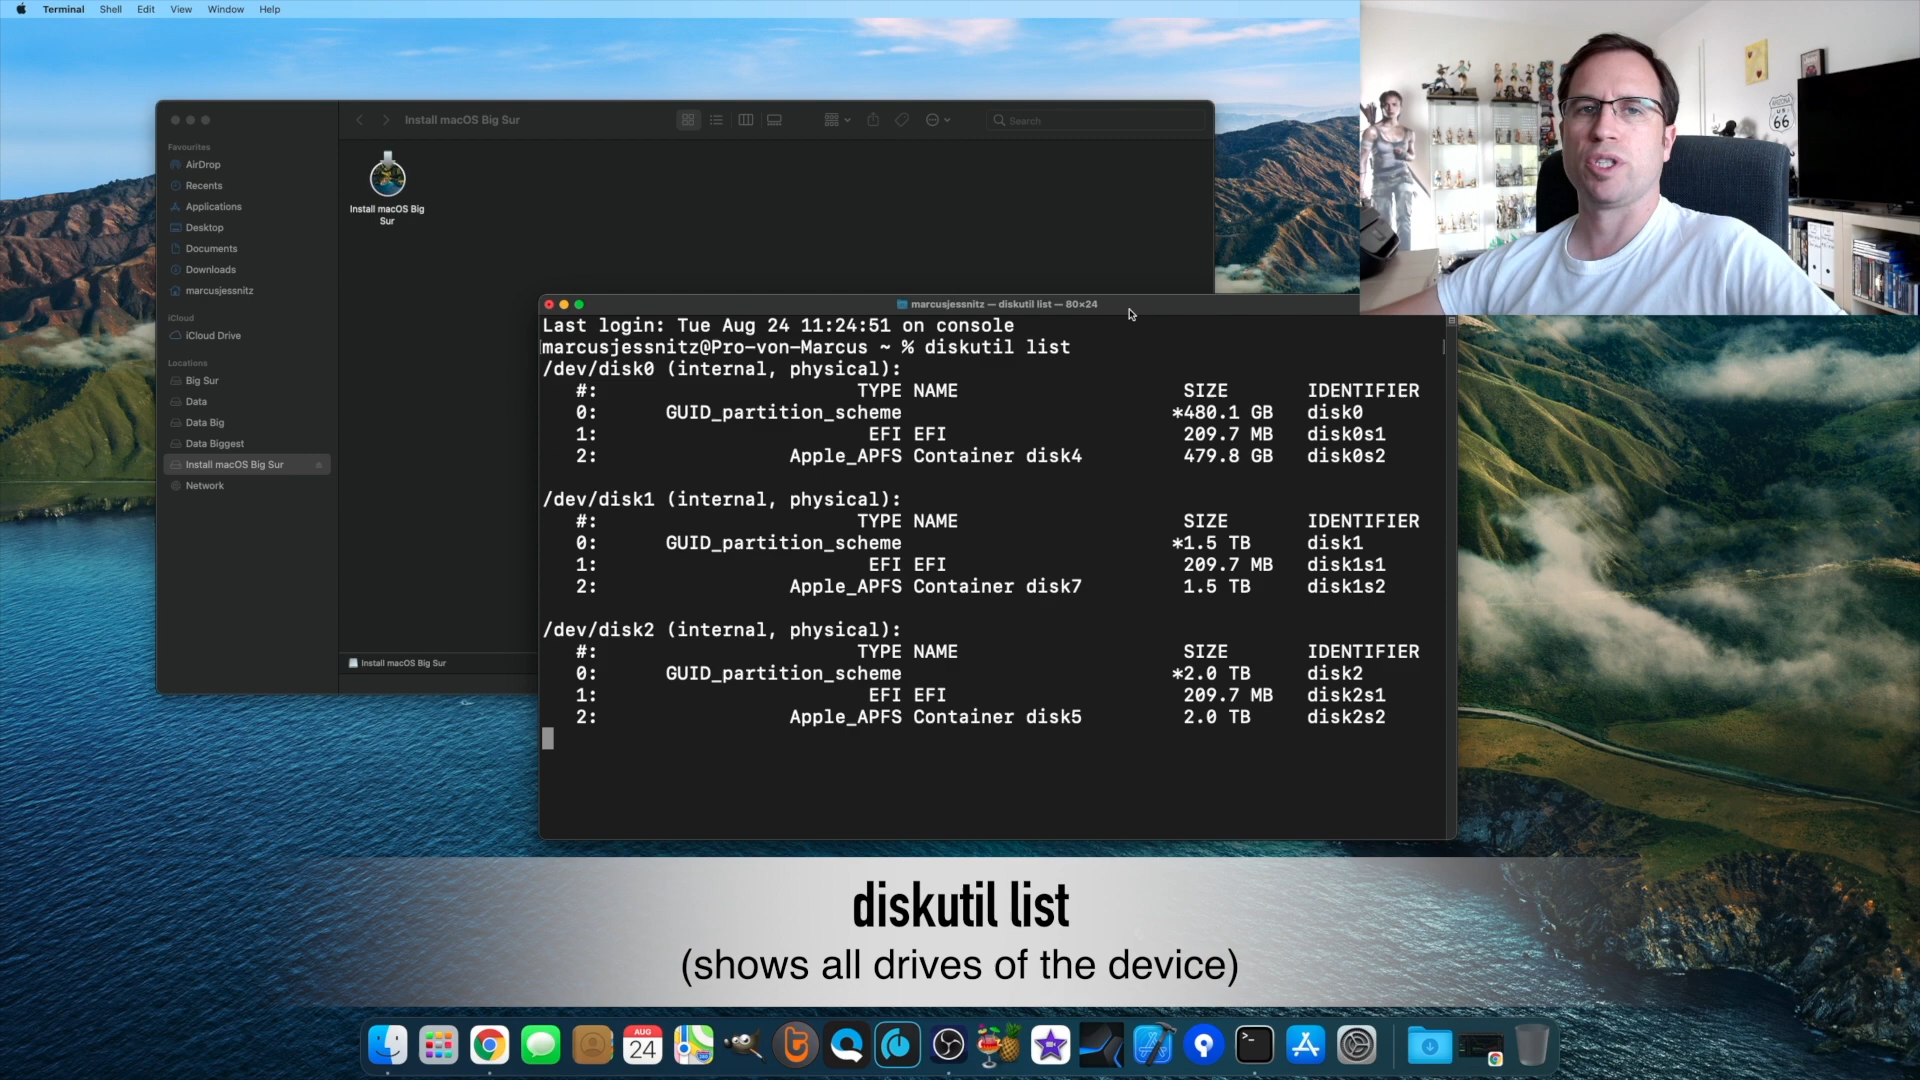 Terminal Shell Edit View Window Help
Install macOS Big Sur
Search
Favourites
AirDrop
Recents
Applications
Desktop
Documents
Downloads
marcusjessnitz
iCloud
iCloud Drive
Locations
Big Sur
Data
Data Big
Data Biggest
Install macOS Big Sur
Network
Install macOS Big
Sur
Install macOS Big Sur
ARIZONA
US
66
marcusjessnitz — diskutil list — 80×24
Last login: Tue Aug 24 11:24:51 on console
marcusjessnitz@Pro-von-Marcus ~ % diskutil list
/dev/disk0 (internal, physical):
#: TYPE NAME SIZE IDENTIFIER
0: GUID_partition_scheme *480.1 GB disk0
1: EFI EFI 209.7 MB disk0s1
2: Apple_APFS Container disk4 479.8 GB disk0s2
/dev/disk1 (internal, physical):
#: TYPE NAME SIZE IDENTIFIER
0: GUID_partition_scheme *1.5 TB disk1
1: EFI EFI 209.7 MB disk1s1
2: Apple_APFS Container disk7 1.5 TB disk1s2
/dev/disk2 (internal, physical):
#: TYPE NAME SIZE IDENTIFIER
0: GUID_partition_scheme *2.0 TB disk2
1: EFI EFI 209.7 MB disk2s1
2: Apple_APFS Container disk5 2.0 TB disk2s2
diskutil list
(shows all drives of the device)
AUG
24